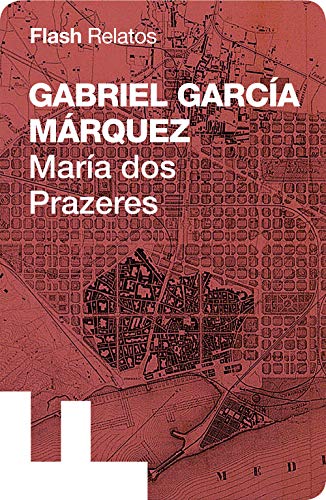 Flash Relatos
GABRIEL GARCÍA
MÁRQUEZ
María dos
Prazeres
M E D